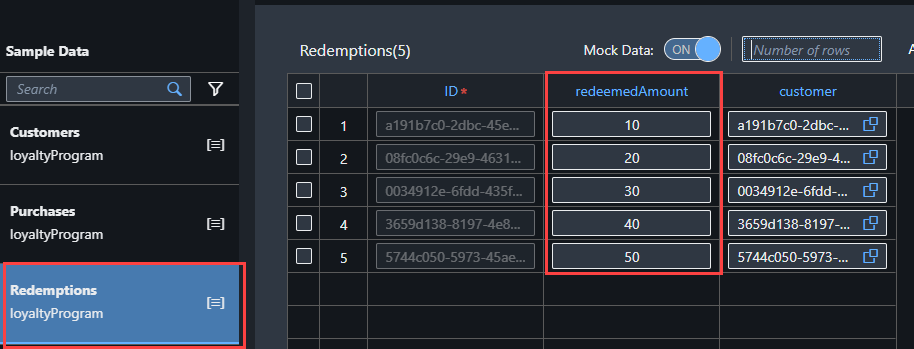 Sample Data
Search
Customers
loyaltyProgram
Purchases
loyaltyProgram
Redemptions
loyaltyProgram
Redemptions(5)
Mock Data: ON Number of rows
ID* redeemedAmount customer
1 a191b7c0-2dbc-45e... 10 a191b7c0-2dbc-...
2 08fc0c6c-29e9-4631... 20 08fc0c6c-29e9-4...
3 0034912e-6fdd-435f... 30 0034912e-6fdd-...
4 3659d138-8197-4e8... 40 3659d138-8197-...
5 5744c050-5973-45ae... 50 5744c050-5973-...